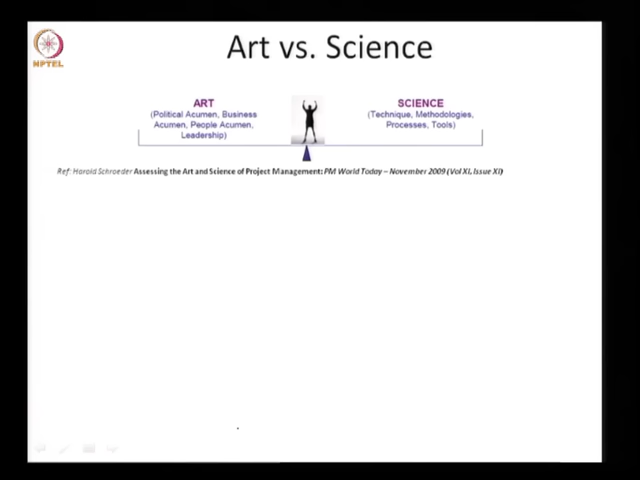 Art vs. Science
NPTEL
ART
(Political Acumen, Business
Acumen, People Acumen,
Leadership)
SCIENCE
(Technique, Methodologies,
Processes, Tools)
Ref: Harold Schroeder Assessing the Art and Science of Project Management: PM World Today – November 2009 (Vol XI, Issue XI)